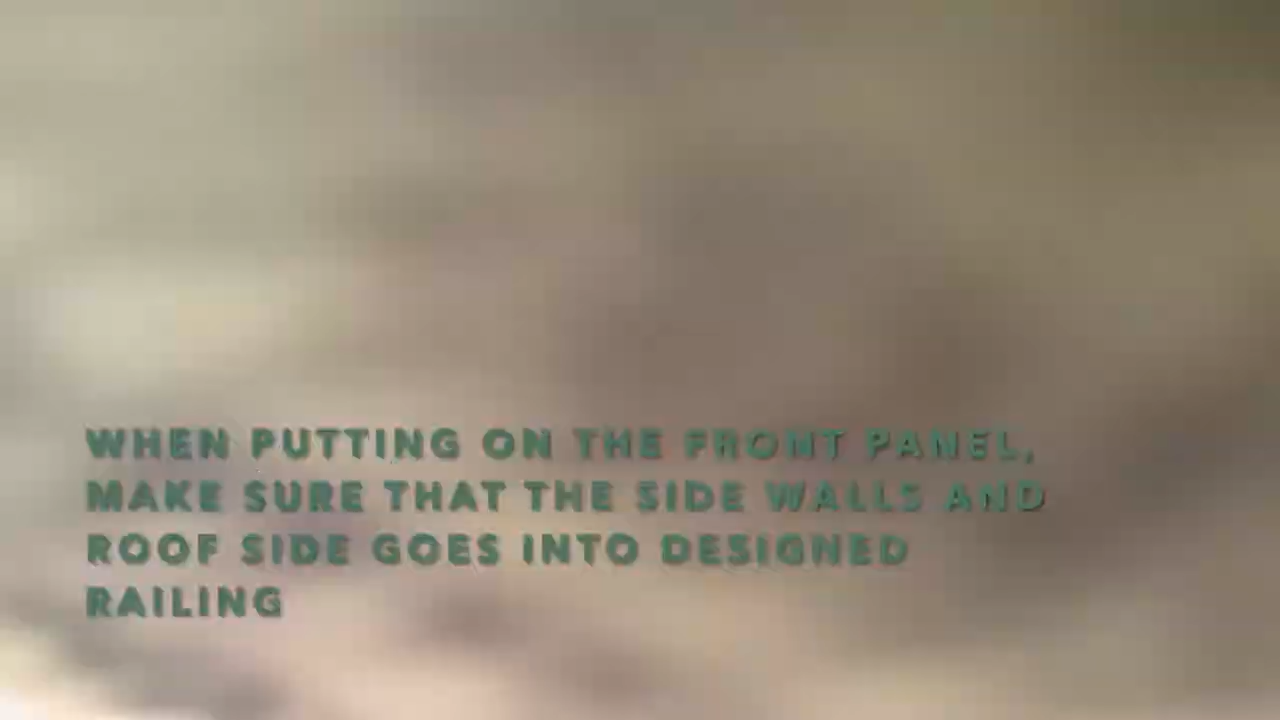 WHEN PUTTING ON THE FRONT PANEL,
MAKE SURE THAT THE SIDE WALLS AND
ROOF SIDE GOES INTO DESIGNED
RAILING